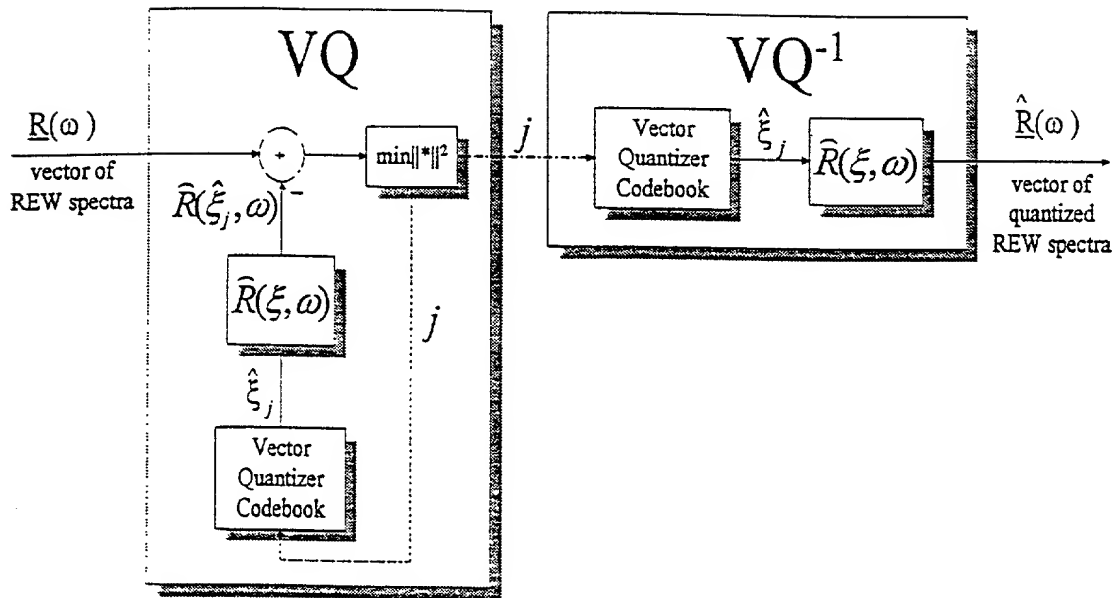 VQ
VQ⁻¹
R̲(ω)
vector of
REW spectra
+
−
min||*||²
j
R̂(ξ̂ⱼ,ω)
R̂(ξ,ω)
j
ξ̂ⱼ
Vector
Quantizer
Codebook
Vector
Quantizer
Codebook
ξ̂ⱼ
R̂(ξ,ω)
R̲̂(ω)
vector of
quantized
REW spectra